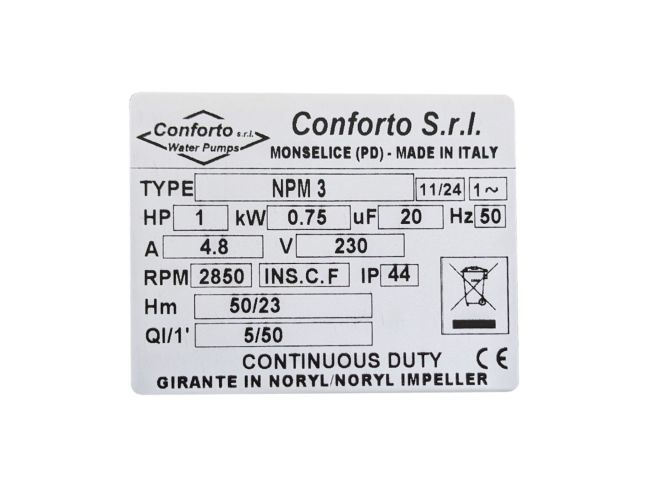 Conforto s.r.l.
Water Pumps
Conforto S.r.l.
MONSELICE (PD) - MADE IN ITALY
TYPE NPM 3 11/24 1~
HP 1 kW 0.75 uF 20 Hz 50
A 4.8 V 230
RPM 2850 INS.C.F IP 44
Hm 50/23
Ql/1' 5/50
CONTINUOUS DUTY CE
GIRANTE IN NORYL/NORYL IMPELLER